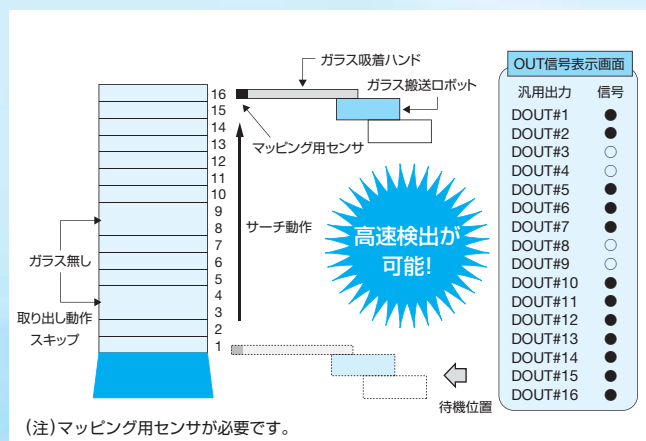 ガラス吸着ハンド
ガラス搬送ロボット
マッピング用センサ
16
15
14
13
12
11
10
9
8
7
6
5
4
3
2
1
サーチ動作
高速検出が
可能!
ガラス無し
取り出し動作
スキップ
待機位置
(注)マッピング用センサが必要です。
OUT信号表示画面
汎用出力 信号
DOUT#1 ●
DOUT#2 ●
DOUT#3 ○
DOUT#4 ○
DOUT#5 ●
DOUT#6 ●
DOUT#7 ●
DOUT#8 ○
DOUT#9 ○
DOUT#10 ●
DOUT#11 ●
DOUT#12 ●
DOUT#13 ●
DOUT#14 ●
DOUT#15 ●
DOUT#16 ●